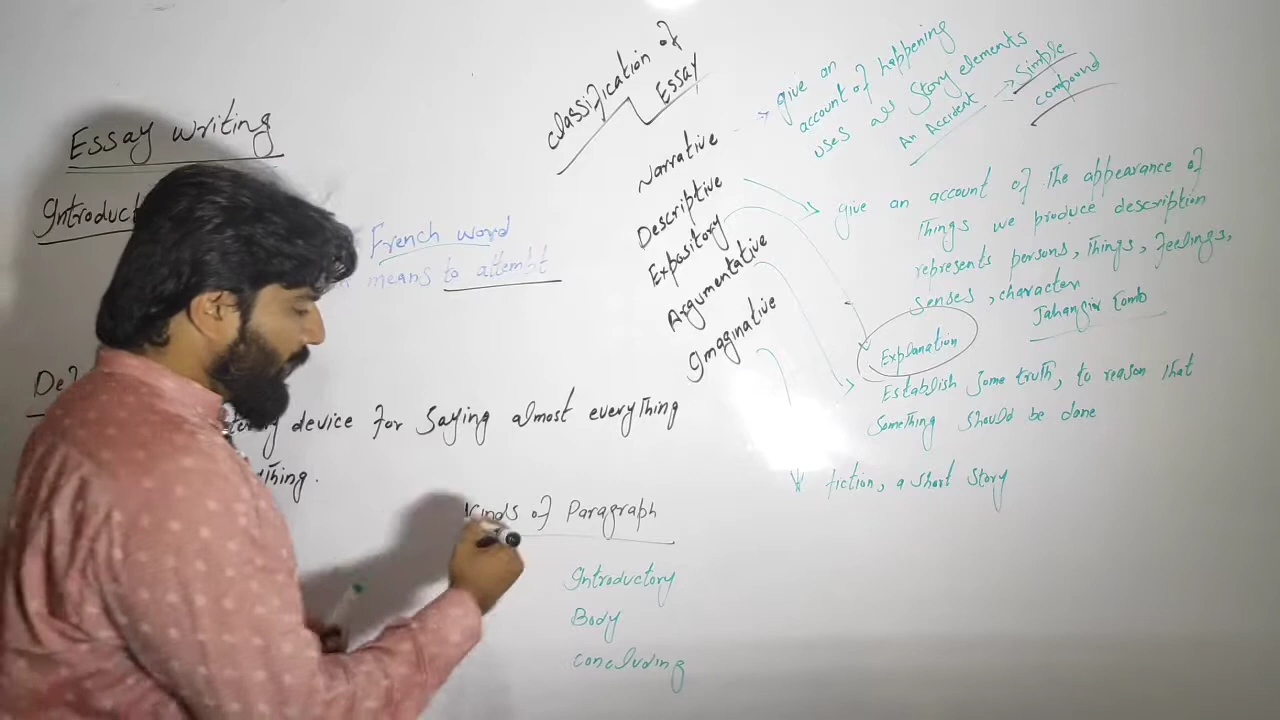 Essay writing
Introduct
French word
means to attempt
De
device for saying almost everything
thing.
Kinds of Paragraph
Introductory
Body
concluding
classification of
Essay
Narrative
Descriptive
Expository
Argumentative
Imaginative
give an
account of happening
uses all story elements
An Accident
Simple
compound
give an account of the appearance of
Things we produce description
represents persons, Things, feelings,
senses, character
Jahangir tomb
Explanation
Establish some truth, to reason that
Something should be done
fiction, a short story